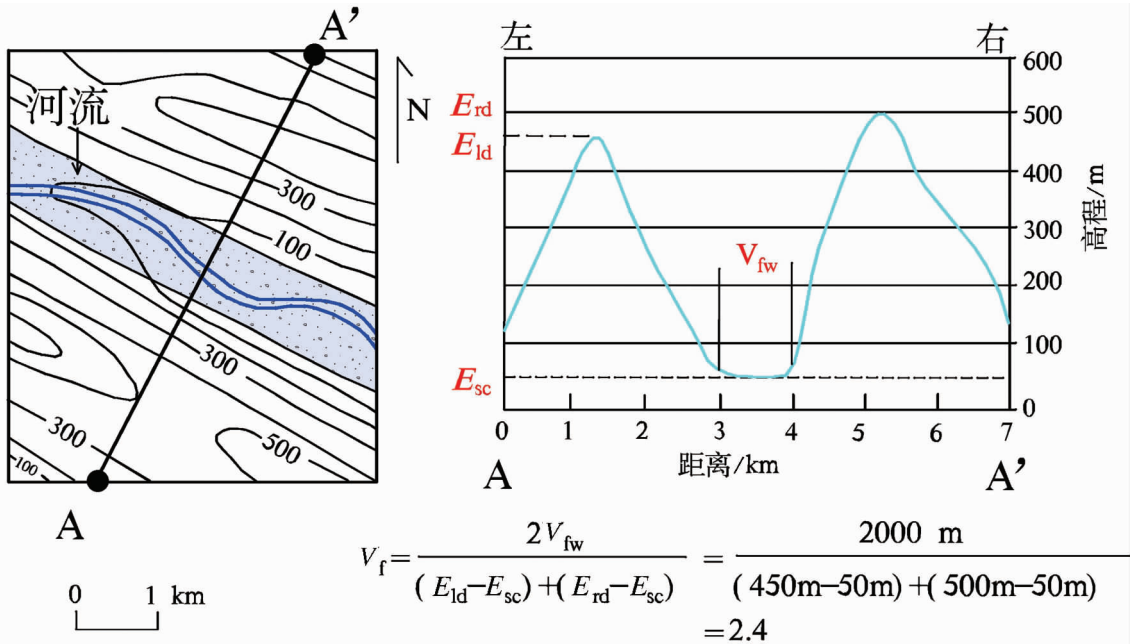 A'
N
河流
300
100
300
300
500
100
A
0 1 km
左 右
E_rd
E_ld
V_fw
E_sc
600
500
400
300
200
100
0
高程/m
0 1 2 3 4 5 6 7
距离/km
A A'
V_f = 2V_fw / ((E_ld–E_sc)+(E_rd–E_sc)) = 2000 m / ((450m–50m)+(500m–50m))
=2.4